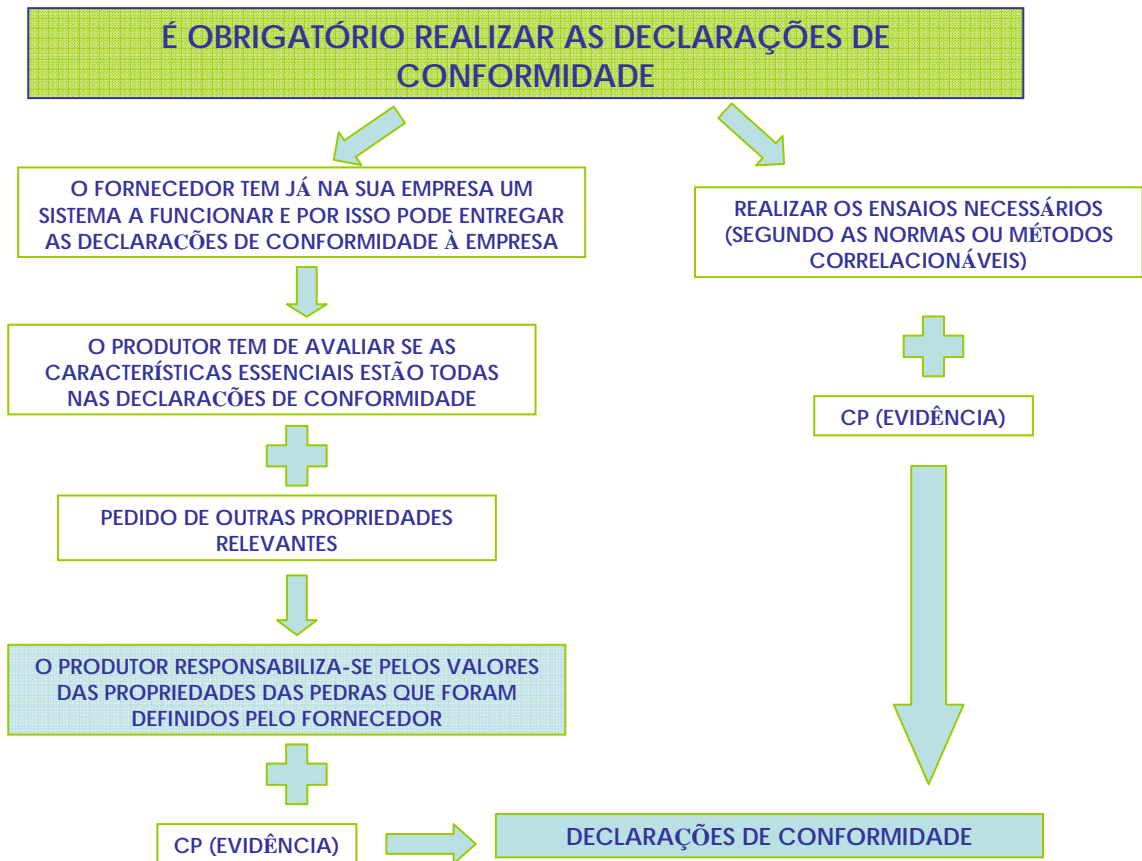 É OBRIGATÓRIO REALIZAR AS DECLARAÇÕES DE
CONFORMIDADE
O FORNECEDOR TEM JÁ NA SUA EMPRESA UM
SISTEMA A FUNCIONAR E POR ISSO PODE ENTREGAR
AS DECLARAÇÕES DE CONFORMIDADE À EMPRESA
O PRODUTOR TEM DE AVALIAR SE AS
CARACTERÍSTICAS ESSENCIAIS ESTÃO TODAS
NAS DECLARAÇÕES DE CONFORMIDADE
PEDIDO DE OUTRAS PROPRIEDADES
RELEVANTES
O PRODUTOR RESPONSABILIZA-SE PELOS VALORES
DAS PROPRIEDADES DAS PEDRAS QUE FORAM
DEFINIDOS PELO FORNECEDOR
CP (EVIDÊNCIA)
REALIZAR OS ENSAIOS NECESSÁRIOS
(SEGUNDO AS NORMAS OU MÉTODOS
CORRELACIONÁVEIS)
CP (EVIDÊNCIA)
DECLARAÇÕES DE CONFORMIDADE